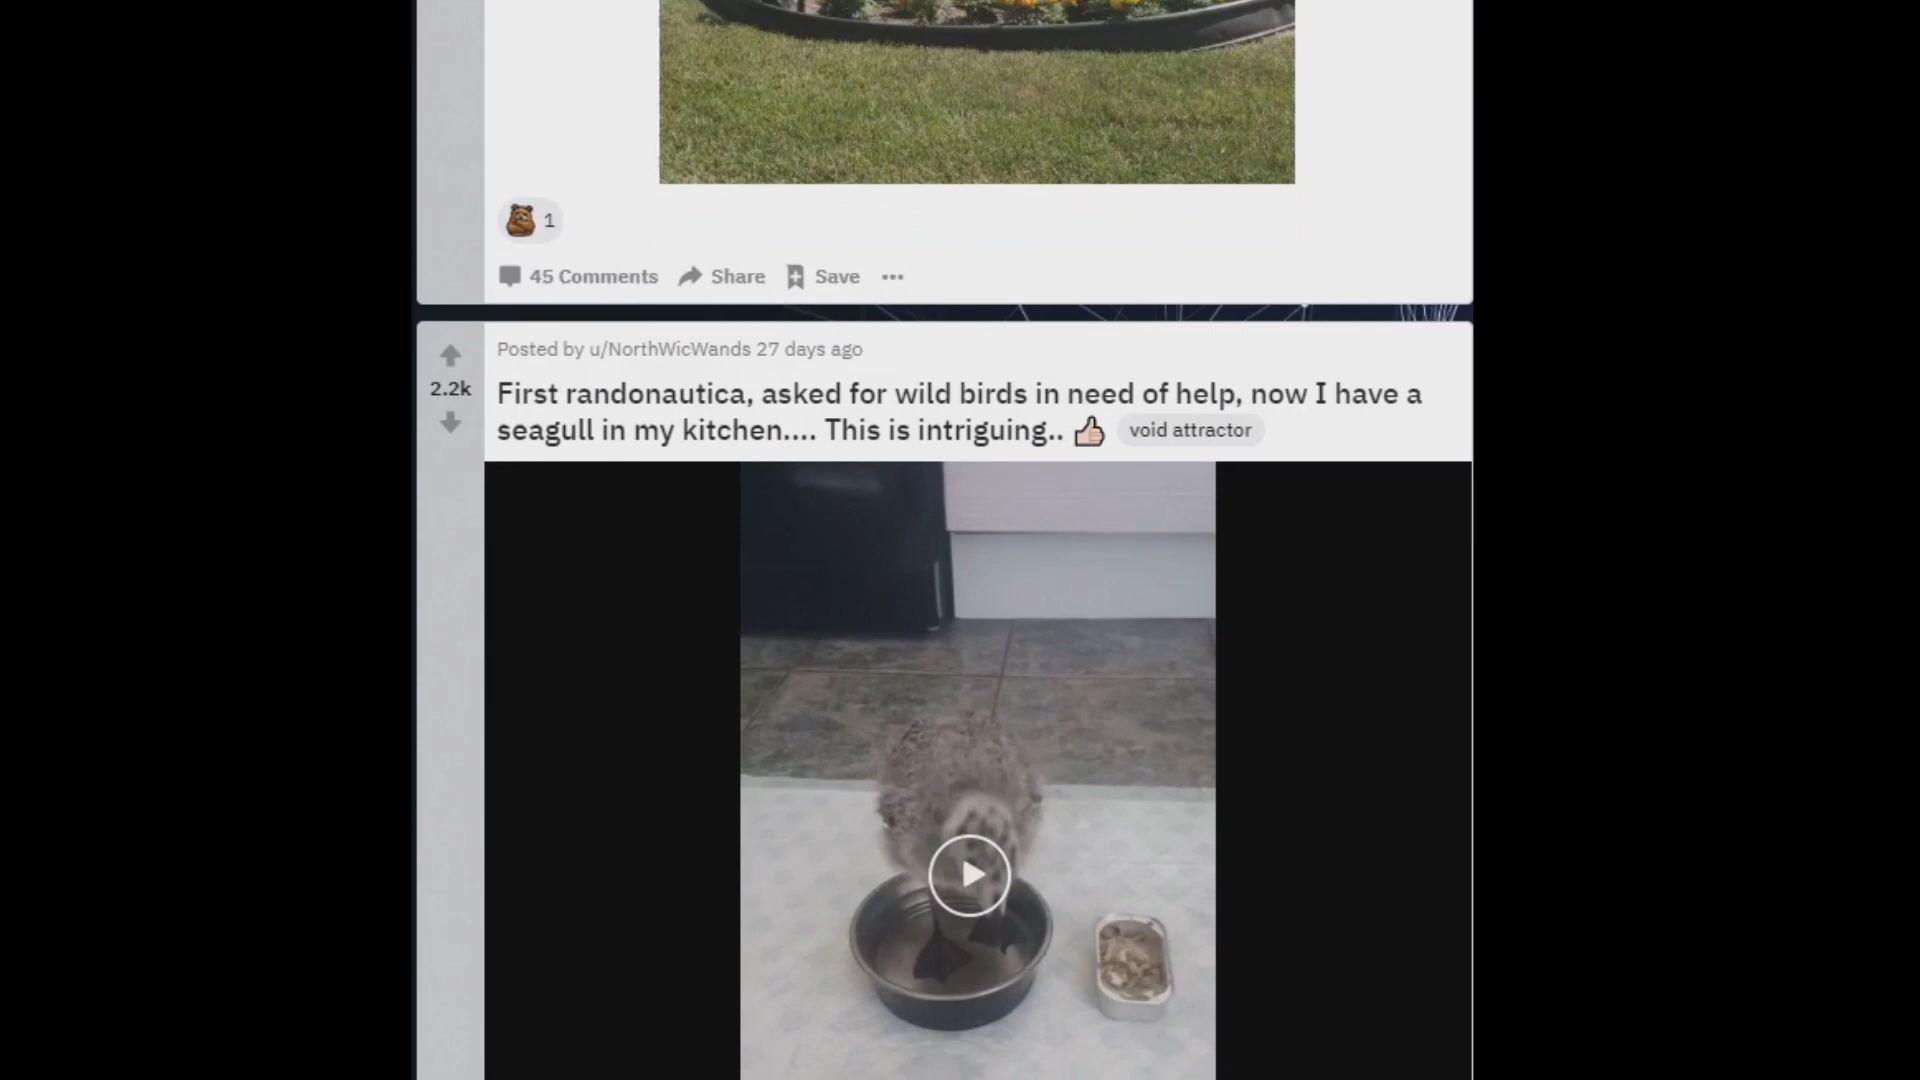 1
45 Comments Share Save
Posted by u/NorthWicWands 27 days ago
2.2k
First randonautica, asked for wild birds in need of help, now I have a
seagull in my kitchen.... This is intriguing.. 👍🏻 void attractor